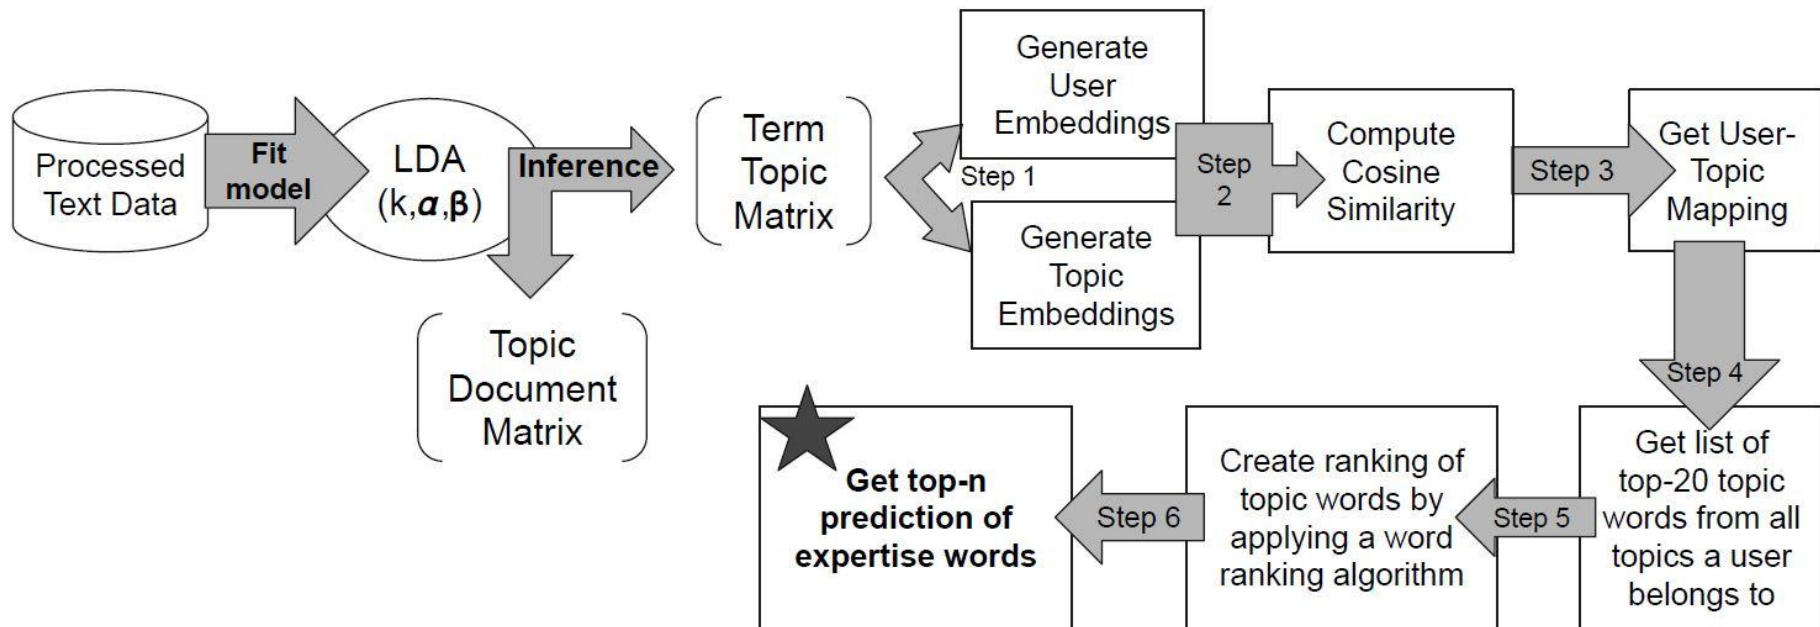 Processed
Text Data
Fit
model
LDA
(k,α,β)
Inference
Topic
Document
Matrix
Term
Topic
Matrix
Step 1
Generate
User
Embeddings
Generate
Topic
Embeddings
Step
2
Compute
Cosine
Similarity
Step 3
Get User-
Topic
Mapping
Step 4
Get list of
top-20 topic
words from all
topics a user
belongs to
Step 5
Create ranking of
topic words by
applying a word
ranking algorithm
Step 6
Get top-n
prediction of
expertise words